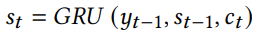 s_t = GRU (y_{t−1}, s_{t−1}, c_t)